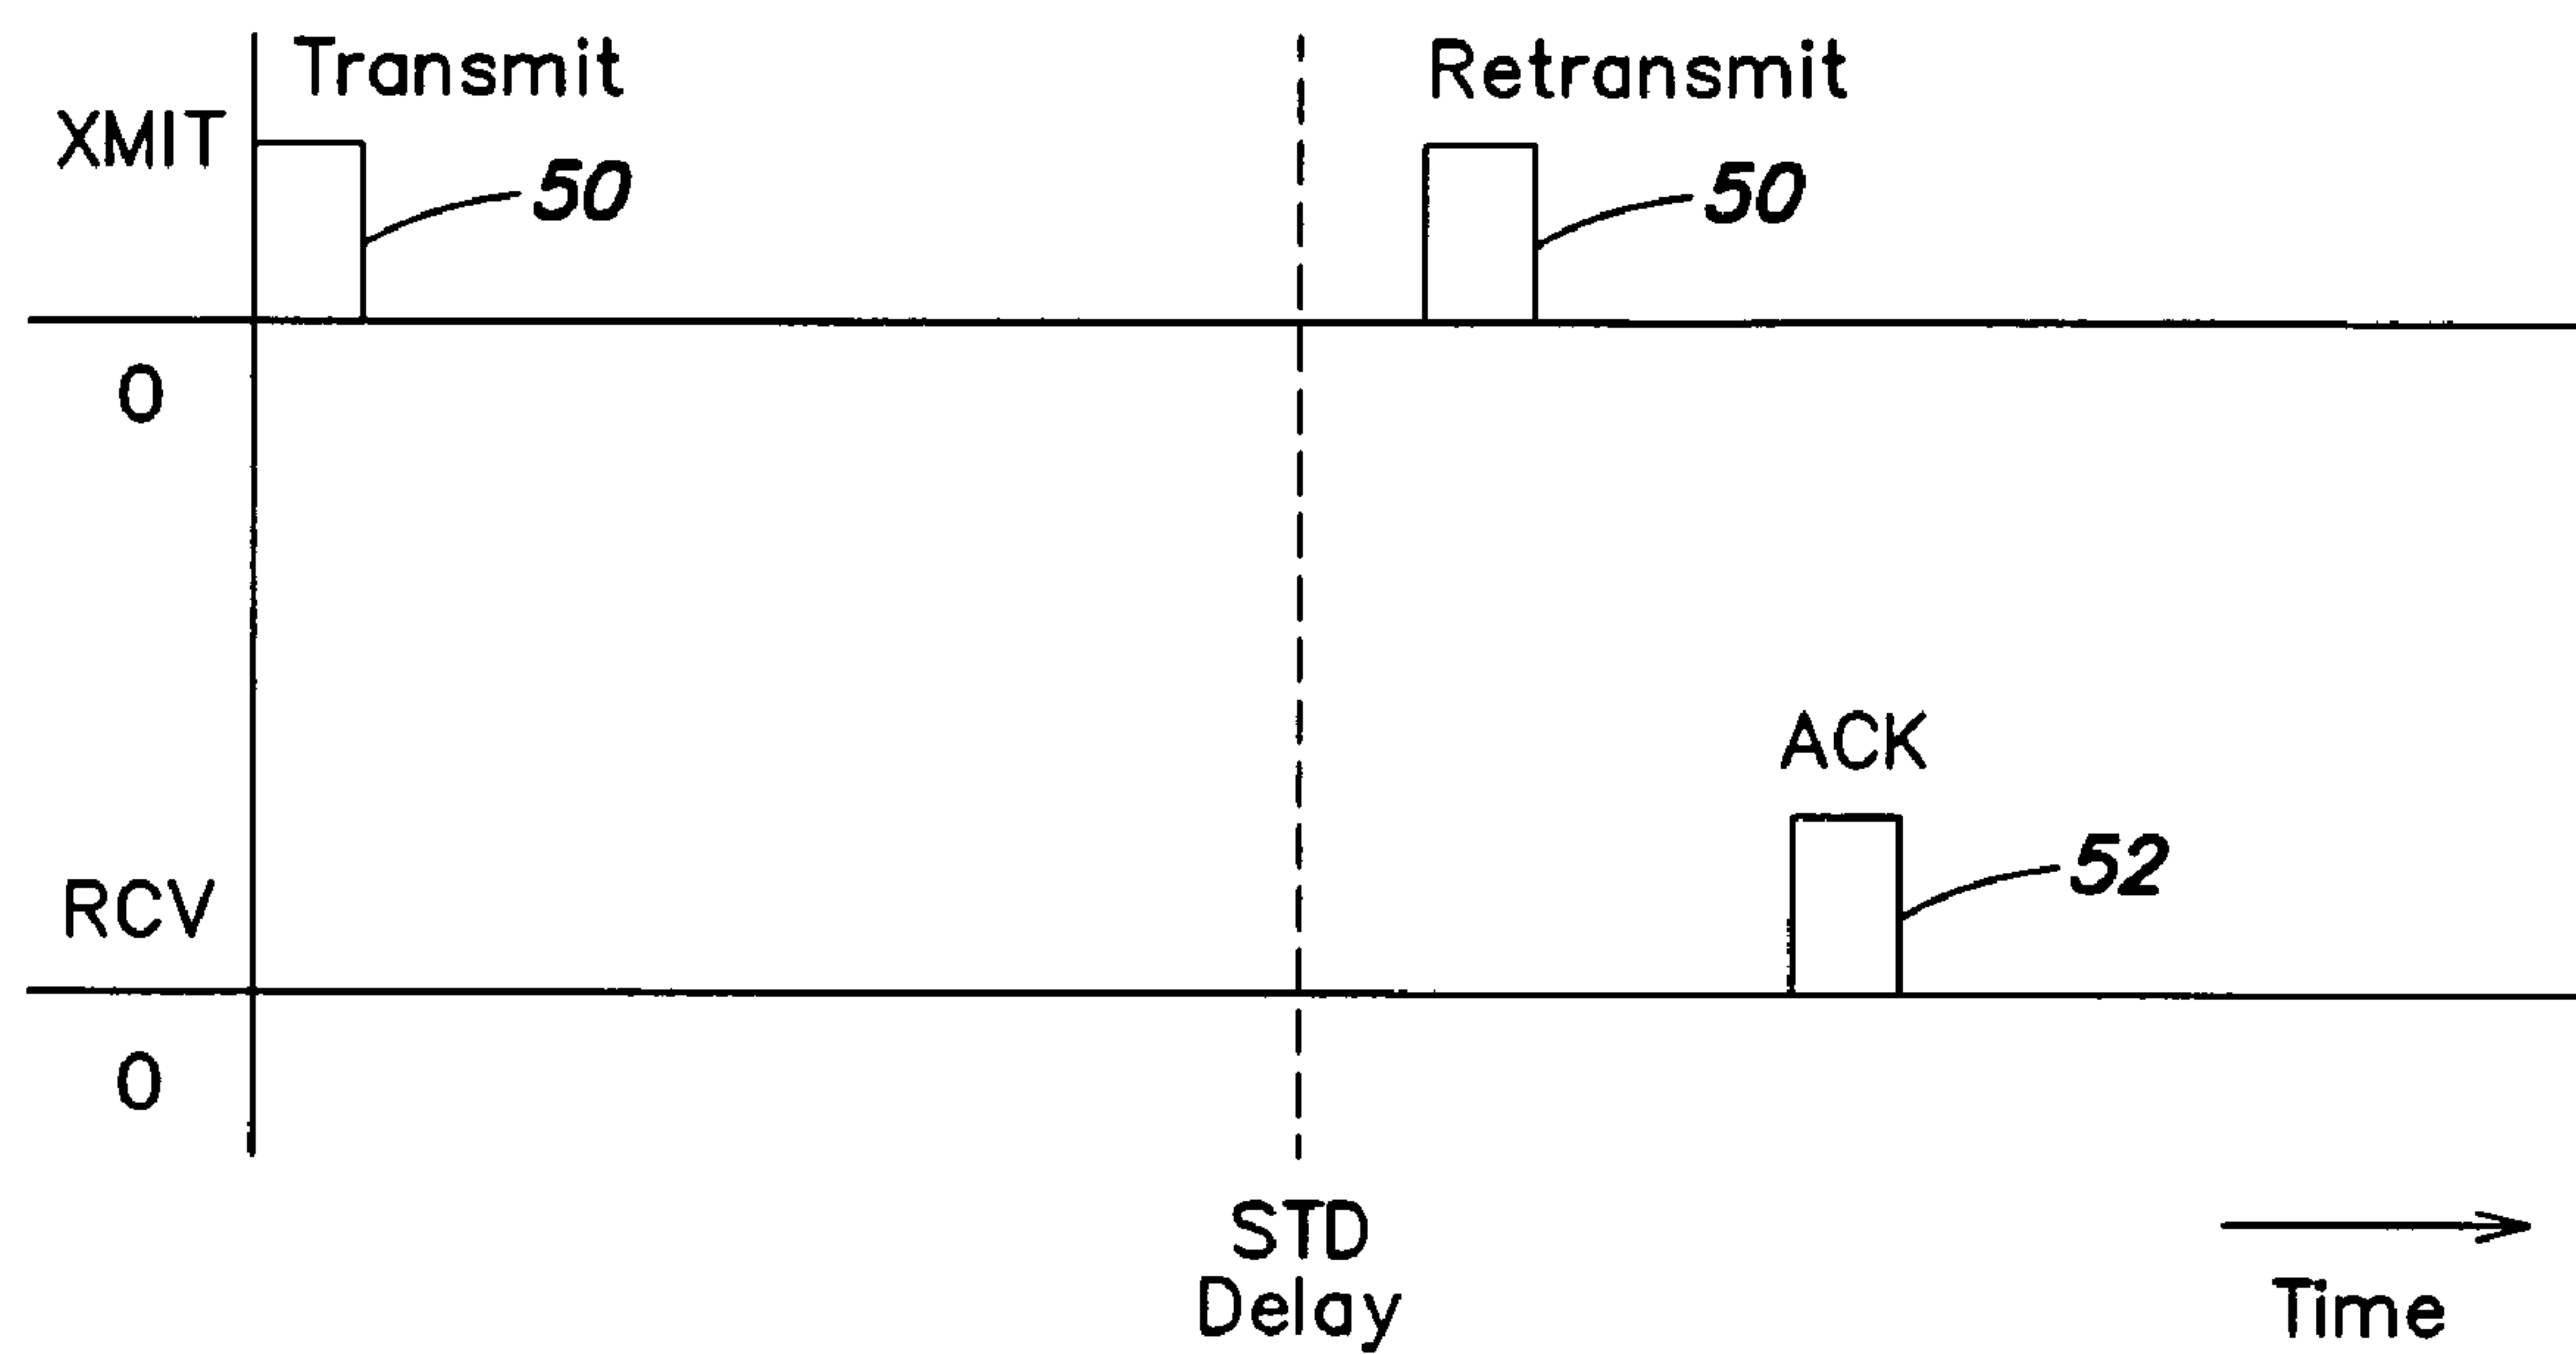 Transmit
Retransmit
XMIT
50
50
0
ACK
52
RCV
0
STD
Delay
Time